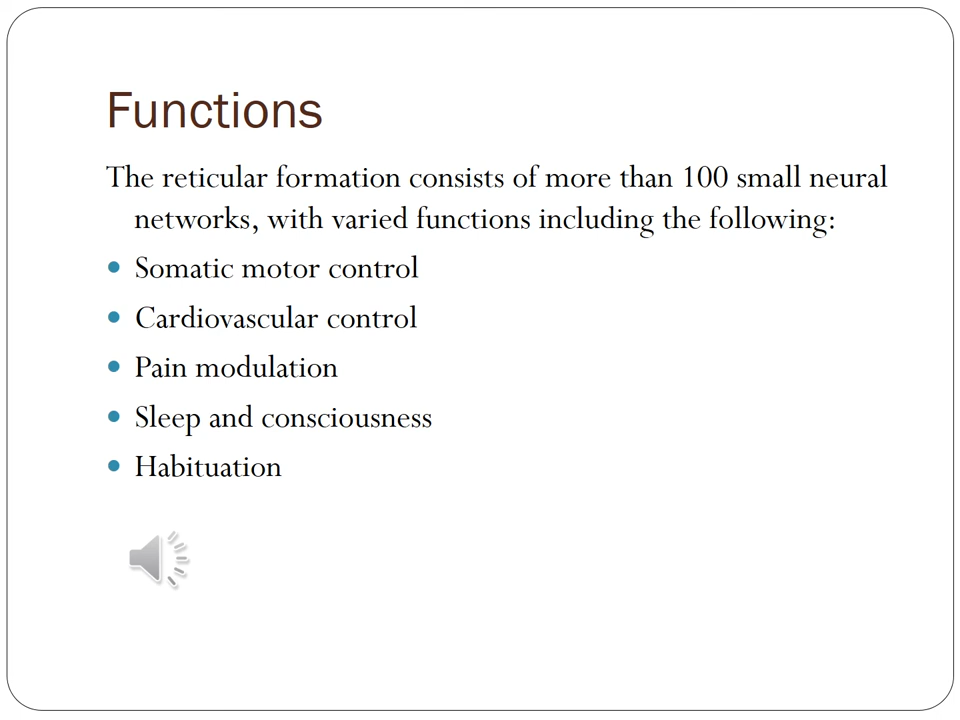 Functions
The reticular formation consists of more than 100 small neural
networks, with varied functions including the following:
Somatic motor control
Cardiovascular control
Pain modulation
Sleep and consciousness
Habituation